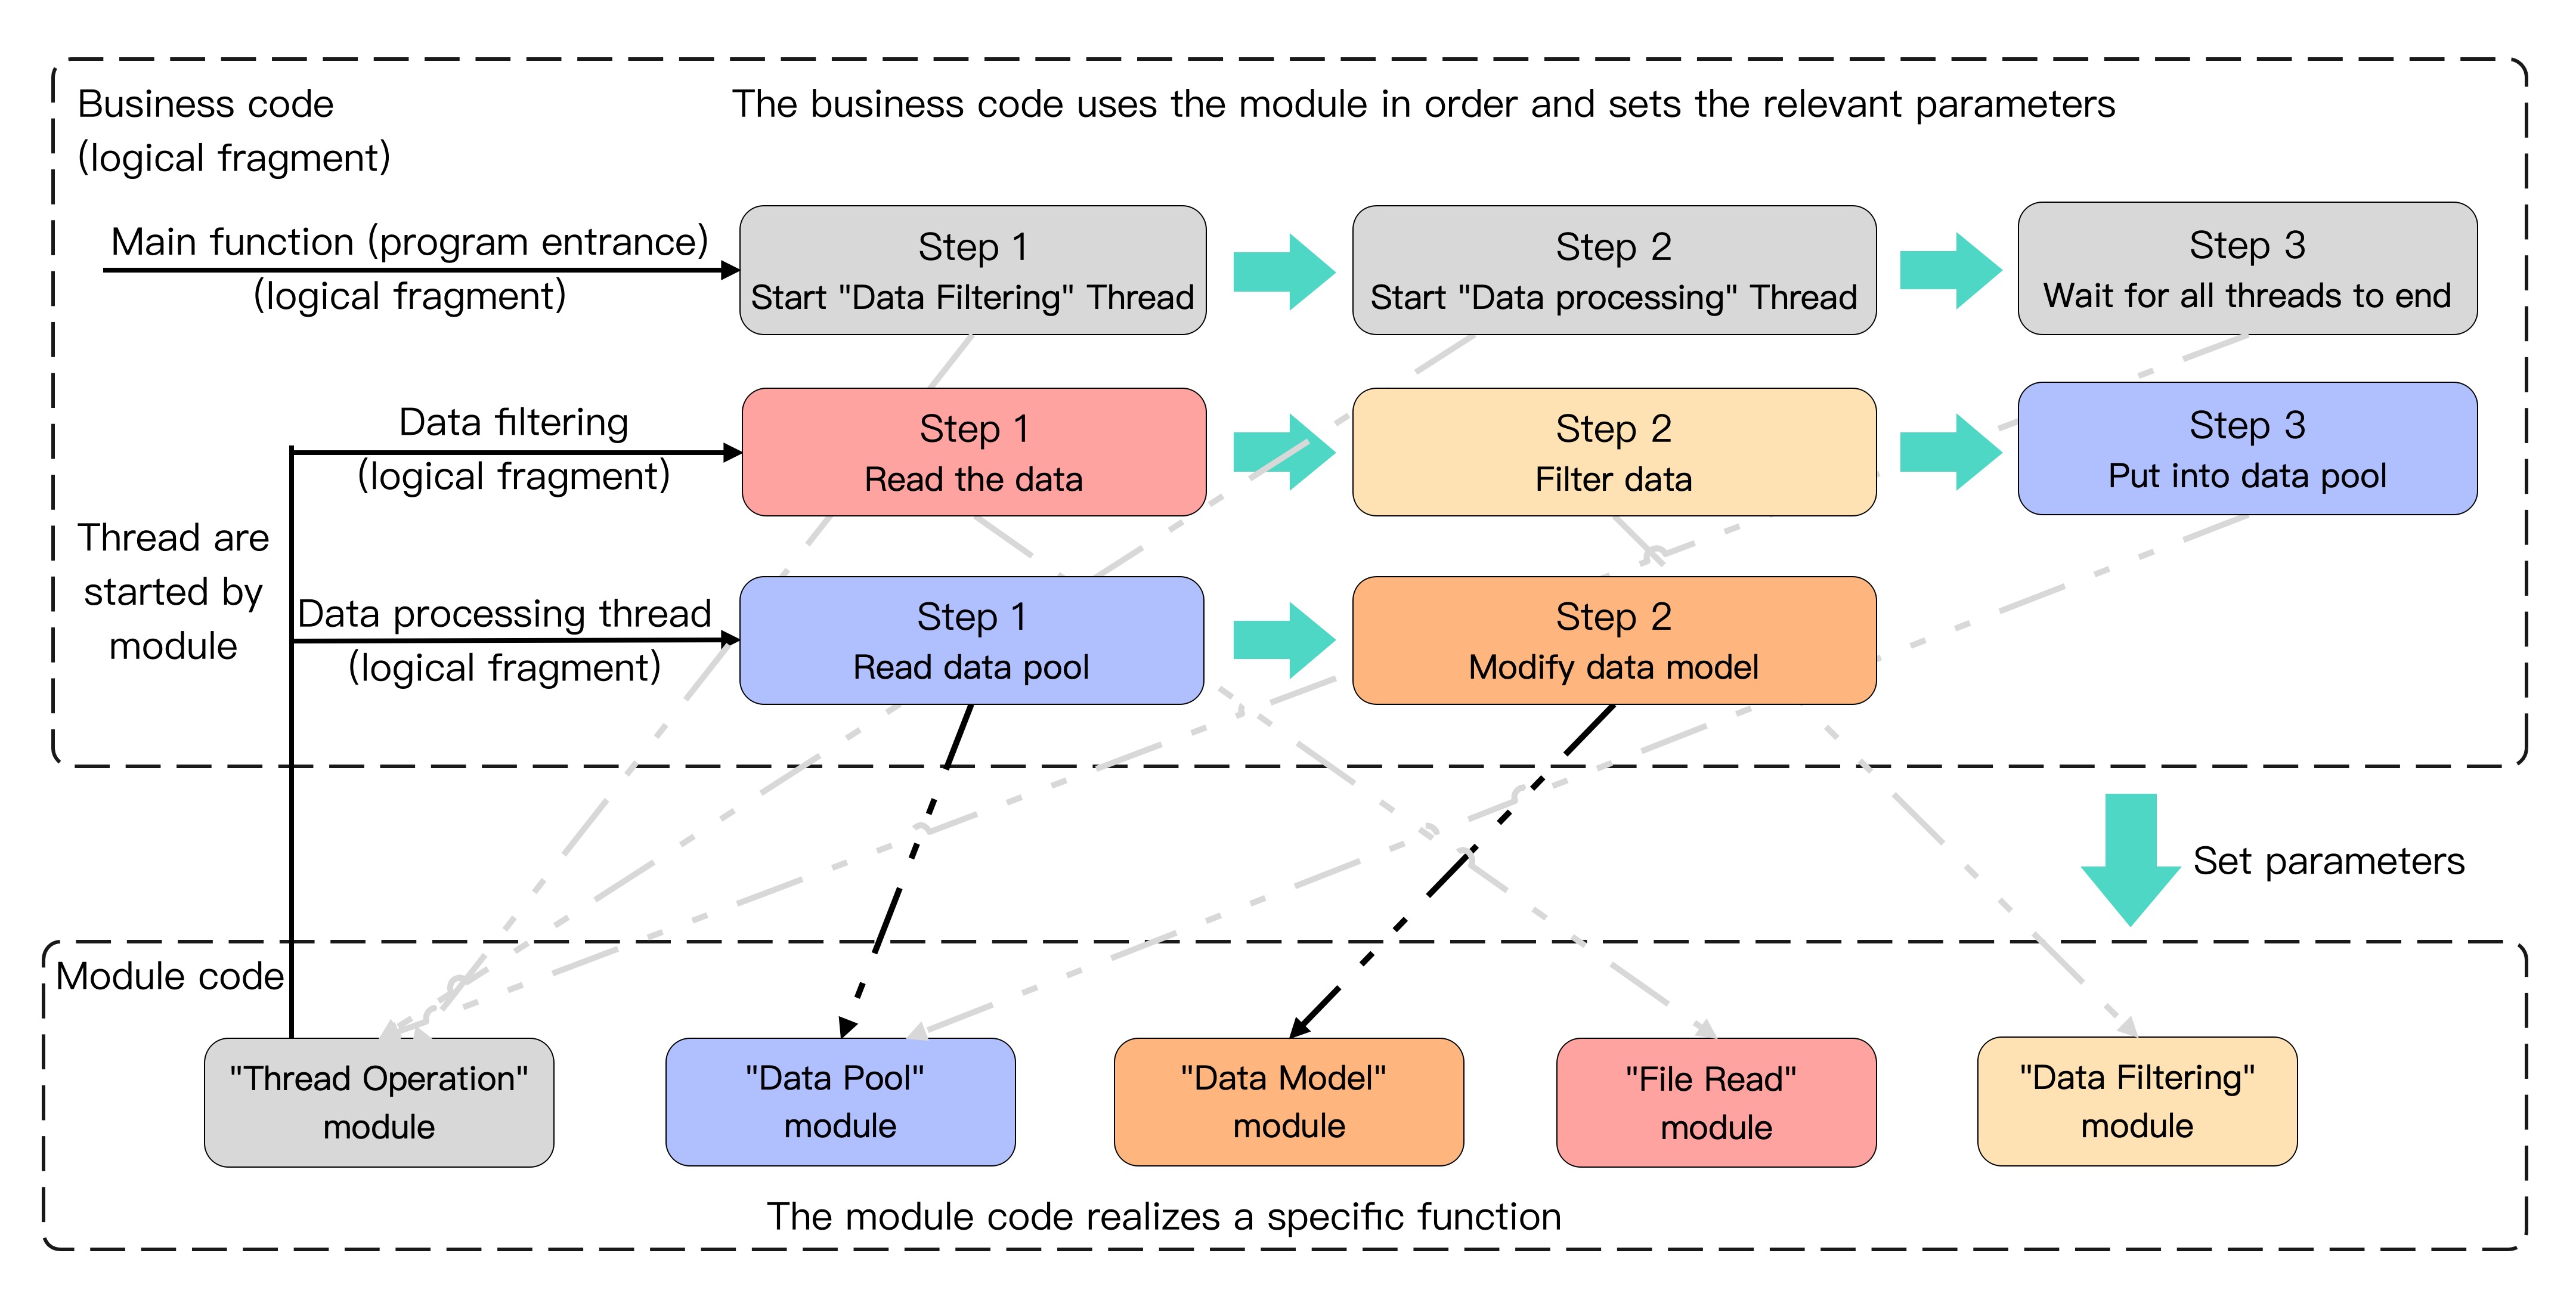 Business code
(logical fragment)
The business code uses the module in order and sets the relevant parameters
Main function (program entrance)
(logical fragment)
Step 1
Start "Data Filtering" Thread
Step 2
Start "Data processing" Thread
Step 3
Wait for all threads to end
Data filtering
(logical fragment)
Step 1
Read the data
Step 2
Filter data
Step 3
Put into data pool
Thread are
started by
module
Data processing thread
(logical fragment)
Step 1
Read data pool
Step 2
Modify data model
Set parameters
Module code
"Thread Operation"
module
"Data Pool"
module
"Data Model"
module
"File Read"
module
"Data Filtering"
module
The module code realizes a specific function